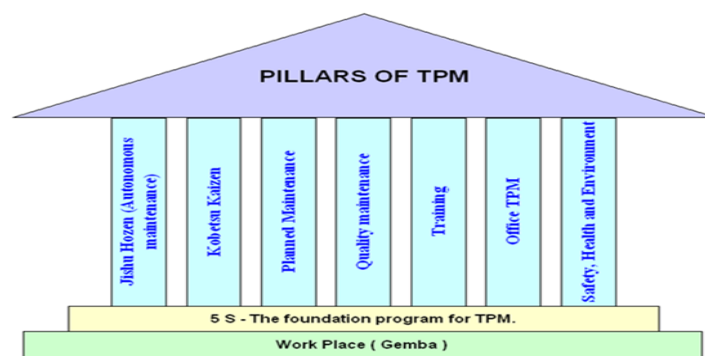 PILLARS OF TPM
Jishu Hozen (Autonomous
maintenance)
Kobetsu Kaizen
Planned Maintenance
Quality maintenance
Training
Office TPM
Safety, Health and Environment
5 S - The foundation program for TPM.
Work Place ( Gemba )